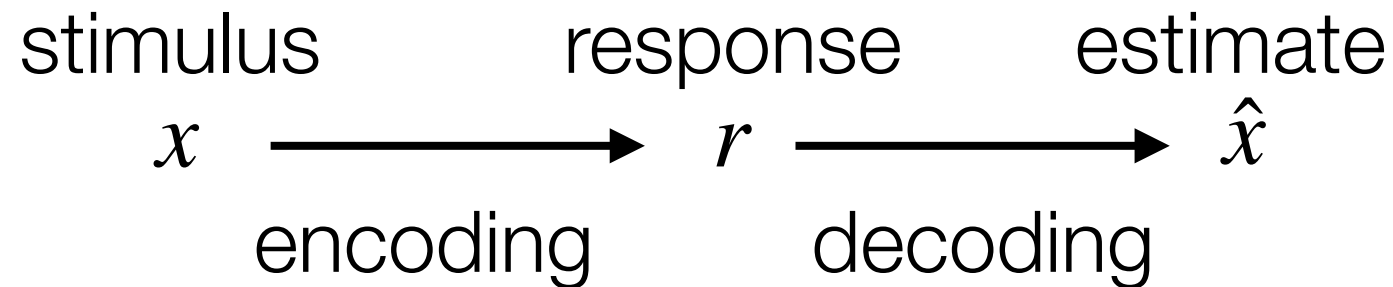 stimulus response estimate
x r x̂
encoding decoding